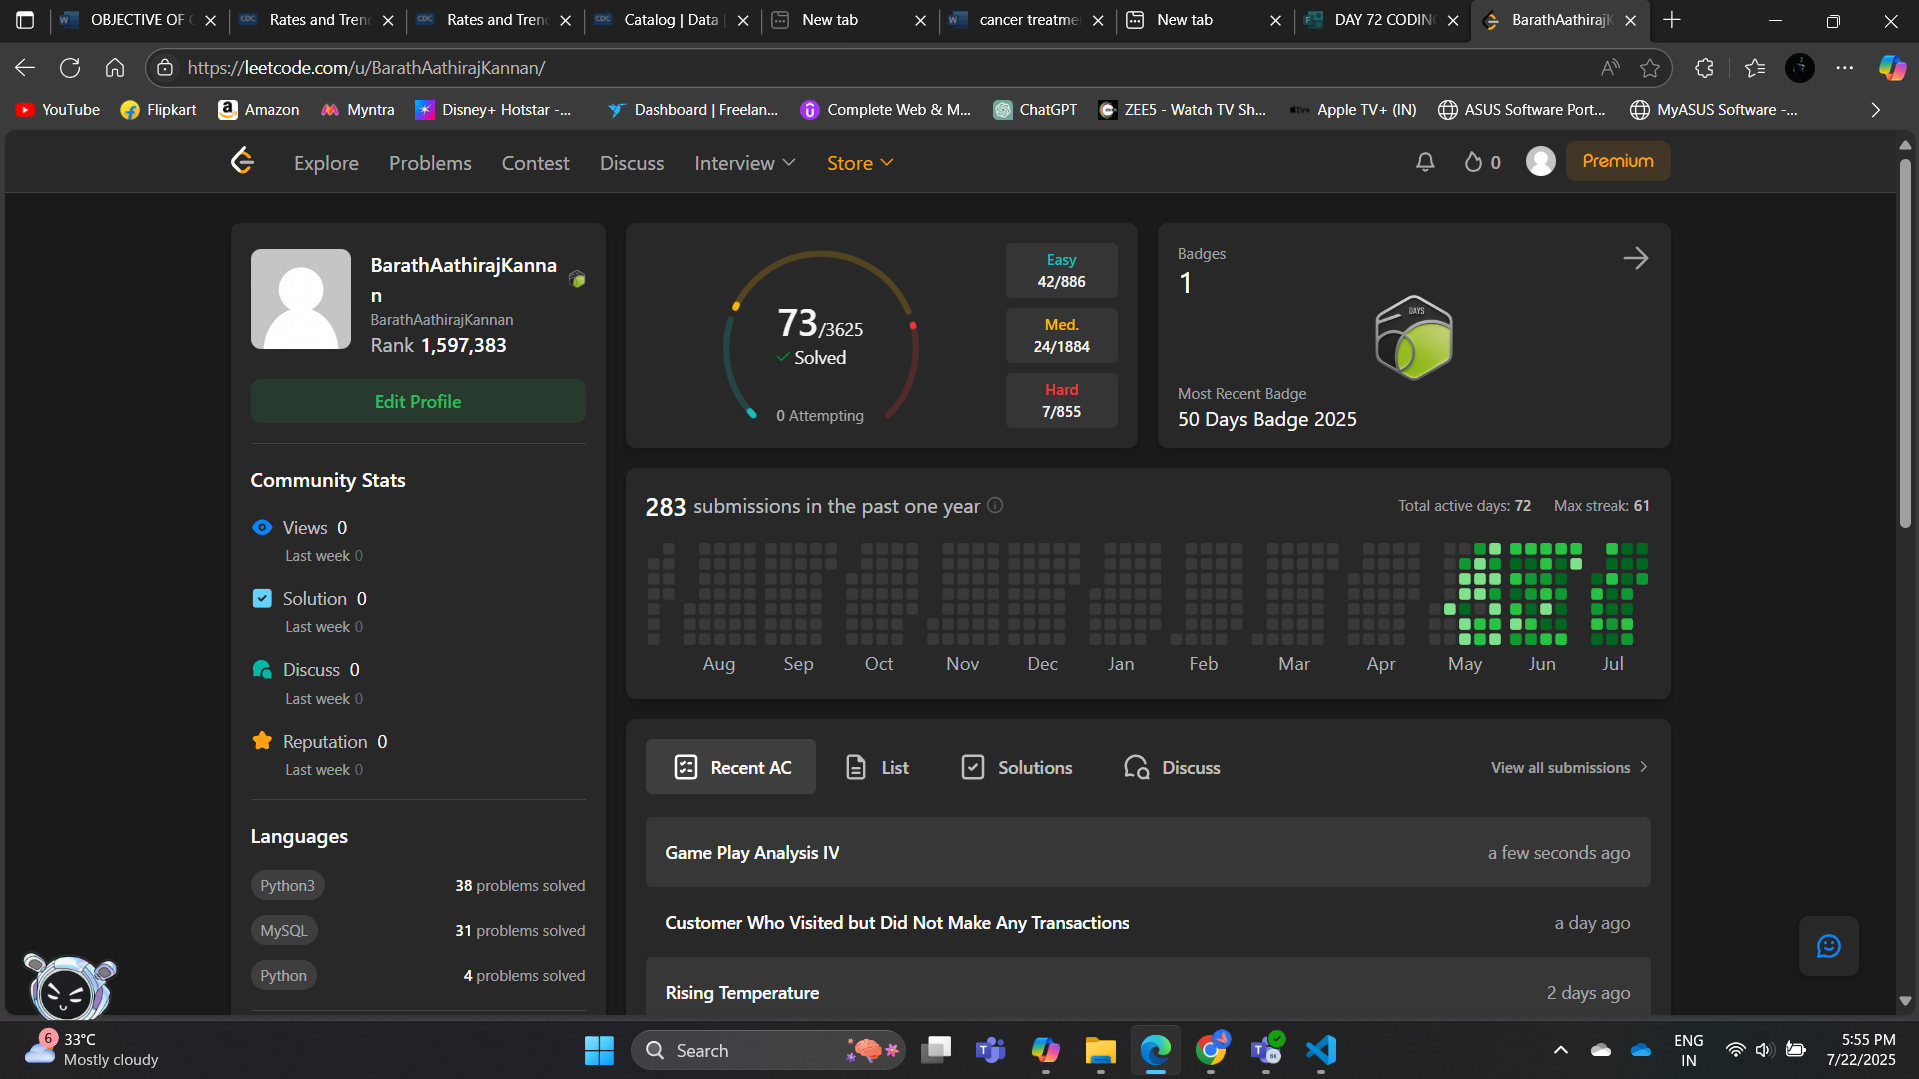 OBJECTIVE OF
Rates and Tren
Rates and Tren
Catalog | Data
New tab
cancer treatme
New tab
DAY 72 CODIN
BarathAathirajK
https://leetcode.com/u/BarathAathirajKannan/
YouTube
Flipkart
Amazon
Myntra
Disney+ Hotstar -...
Dashboard | Freelan...
Complete Web & M...
ChatGPT
ZEE5 - Watch TV Sh...
Apple TV+ (IN)
ASUS Software Port...
MyASUS Software -...
Explore
Problems
Contest
Discuss
Interview
Store
0
Premium
BarathAathirajKanna
n
BarathAathirajKannan
Rank 1,597,383
Edit Profile
Community Stats
Views 0
Last week 0
Solution 0
Last week 0
Discuss 0
Last week 0
Reputation 0
Last week 0
Languages
Python3
38 problems solved
MySQL
31 problems solved
Python
4 problems solved
73/3625
Solved
0 Attempting
Easy
42/886
Med.
24/1884
Hard
7/855
Badges
1
DAYS
Most Recent Badge
50 Days Badge 2025
283 submissions in the past one year
Total active days: 72
Max streak: 61
Aug
Sep
Oct
Nov
Dec
Jan
Feb
Mar
Apr
May
Jun
Jul
Recent AC
List
Solutions
Discuss
View all submissions
Game Play Analysis IV
a few seconds ago
Customer Who Visited but Did Not Make Any Transactions
a day ago
Rising Temperature
2 days ago
6
33°C
Mostly cloudy
Search
ENG
IN
5:55 PM
7/22/2025